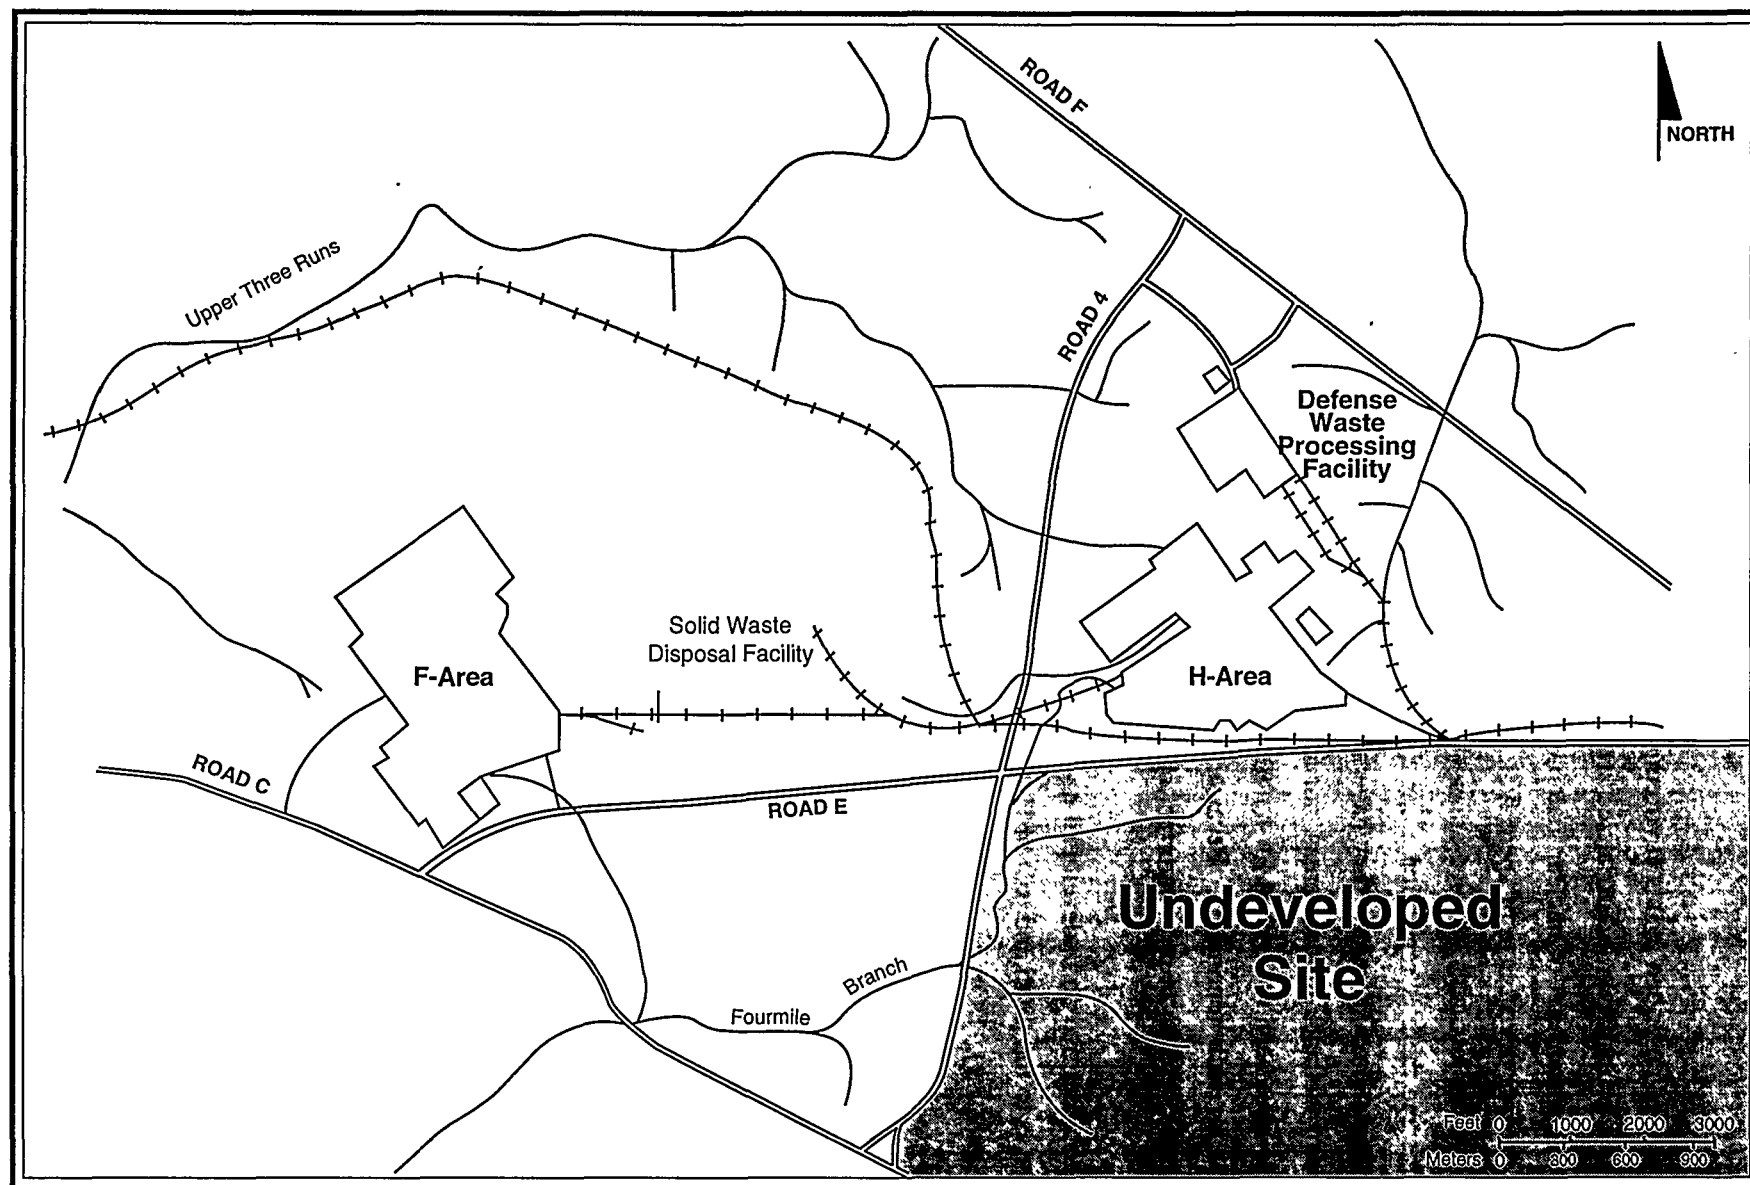 ROAD F
NORTH
Upper Three Runs
ROAD 4
Defense
Waste
Processing
Facility
Solid Waste
Disposal Facility
F-Area
H-Area
ROAD C
ROAD E
Undeveloped
Site
Branch
Fourmile
Feet 0 1000 2000 3000
Meters 0 300 600 900